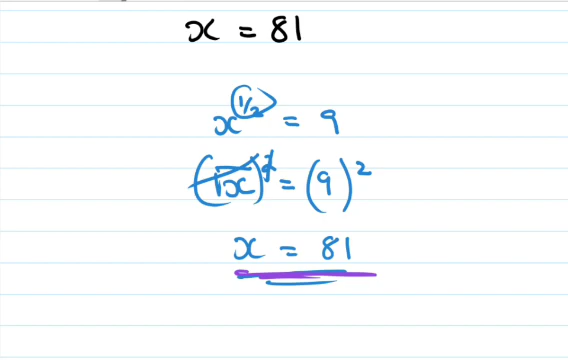 x = 81
x^(1/2) = 9
(√x)^2 = (9)^2
x = 81